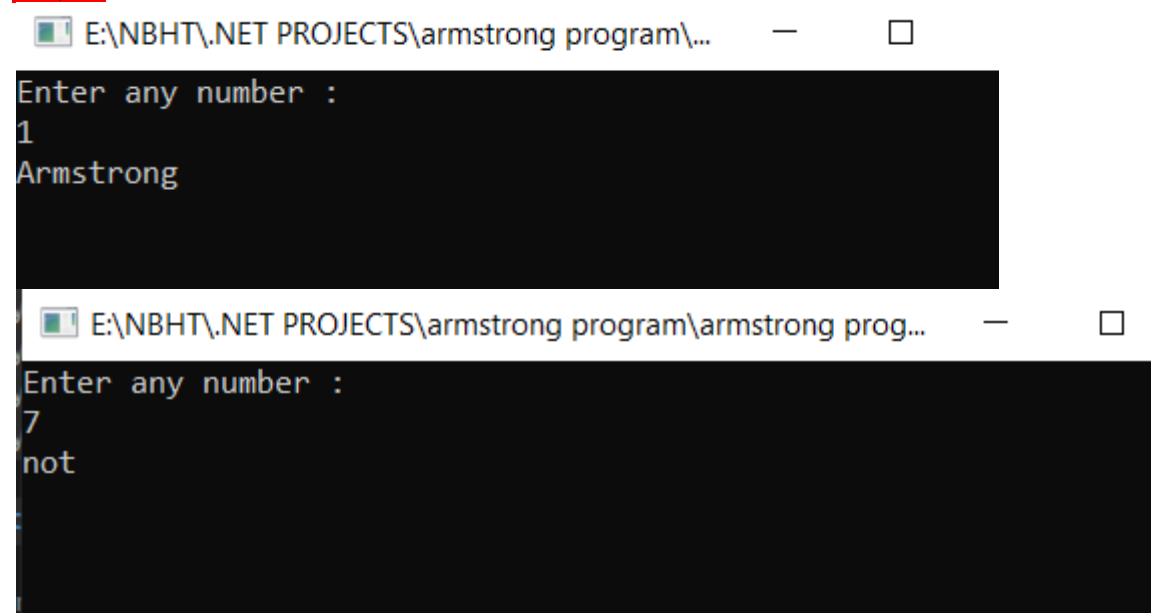 E:\NBHT\.NET PROJECTS\armstrong program\...
Enter any number :
1
Armstrong
E:\NBHT\.NET PROJECTS\armstrong program\armstrong prog...
Enter any number :
7
not